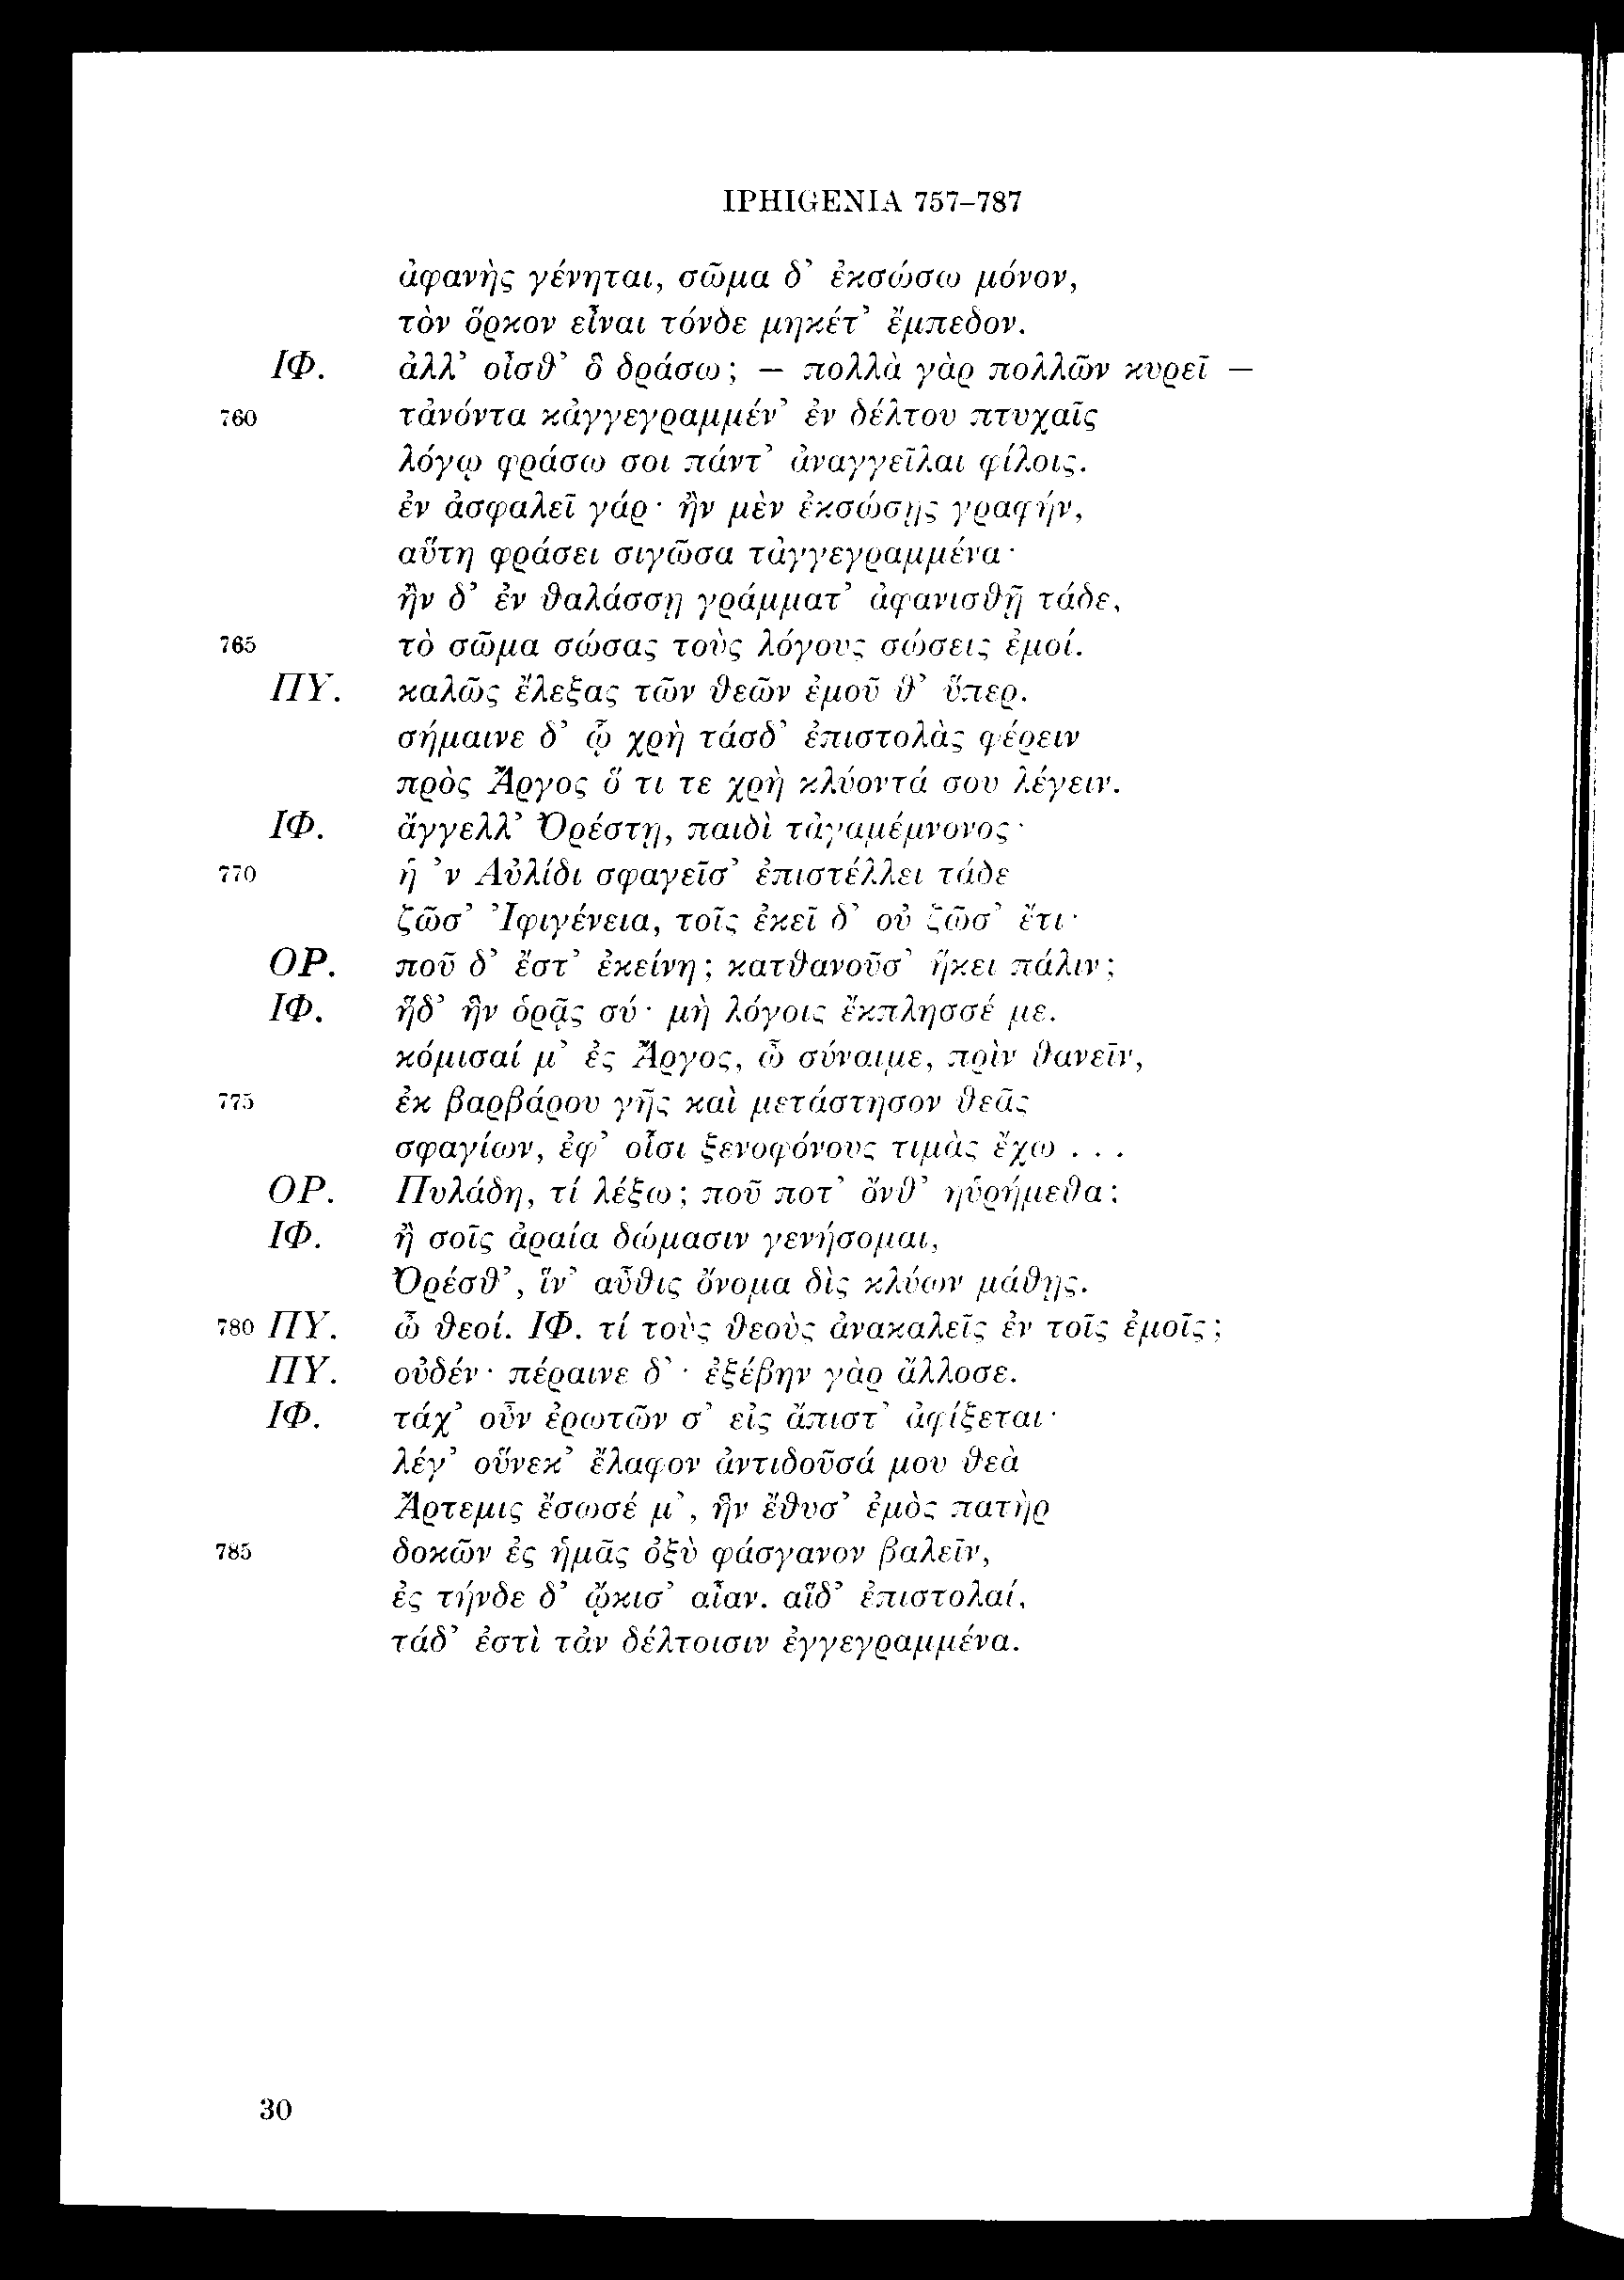 IPHIGENIA 757–787
ἀφανὴς γένηται, σῶμα δ’ ἐκσώσω μόνον,
τὸν ὅρκον εἶναι τόνδε μηκέτ’ ἔμπεδον.
ΙΦ. ἀλλ’ οἶσθ’ ὃ δράσω; – πολλὰ γὰρ πολλῶν κυρεῖ –
760 τἀνόντα κἀγγεγραμμέν’ ἐν δέλτου πτυχαῖς
λόγῳ φράσω σοι πάντ’ ἀναγγεῖλαι φίλοις.
ἐν ἀσφαλεῖ γάρ· ἢν μὲν ἐκσώσῃς γραφήν,
αὕτη φράσει σιγῶσα τἀγγεγραμμένα·
ἢν δ’ ἐν θαλάσσῃ γράμματ’ ἀφανισθῇ τάδε,
765 τὸ σῶμα σώσας τοὺς λόγους σώσεις ἐμοί.
ΠΥ. καλῶς ἔλεξας τῶν θεῶν ἐμοῦ θ’ ὕπερ.
σήμαινε δ’ ᾧ χρὴ τάσδ’ ἐπιστολὰς φέρειν
πρὸς Ἄργος ὅ τι τε χρὴ κλύοντά σου λέγειν.
ΙΦ. ἄγγελλ’ Ὀρέστῃ, παιδὶ τἀγαμέμνονος·
770 ἡ ’ν Αὐλίδι σφαγεῖσ’ ἐπιστέλλει τάδε
ζῶσ’ Ἰφιγένεια, τοῖς ἐκεῖ δ’ οὐ ζῶσ’ ἔτι·
ΟΡ. ποῦ δ’ ἔστ’ ἐκείνη; κατθανοῦσ’ ἥκει πάλιν;
ΙΦ. ἥδ’ ἣν ὁρᾷς σύ· μὴ λόγοις ἔκπλησσέ με.
κόμισαί μ’ ἐς Ἄργος, ὦ σύναιμε, πρὶν θανεῖν,
775 ἐκ βαρβάρου γῆς καὶ μετάστησον θεᾶς
σφαγίων, ἐφ’ οἷσι ξενοφόνους τιμὰς ἔχω . . .
ΟΡ. Πυλάδη, τί λέξω; ποῦ ποτ’ ὄνθ’ ηὑρήμεθα;
ΙΦ. ἢ σοῖς ἀραία δώμασιν γενήσομαι,
Ὀρέσθ’, ἵν’ αὖθις ὄνομα δὶς κλύων μάθῃς.
780 ΠΥ. ὦ θεοί. ΙΦ. τί τοὺς θεοὺς ἀνακαλεῖς ἐν τοῖς ἐμοῖς;
ΠΥ. οὐδέν· πέραινε δ’· ἐξέβην γὰρ ἄλλοσε.
ΙΦ. τάχ’ οὖν ἐρωτῶν σ’ εἰς ἄπιστ’ ἀφίξεται·
λέγ’ οὕνεκ’ ἔλαφον ἀντιδοῦσά μου θεὰ
Ἄρτεμις ἔσωσέ μ’, ἣν ἔθυσ’ ἐμὸς πατὴρ
785 δοκῶν ἐς ἡμᾶς ὀξὺ φάσγανον βαλεῖν,
ἐς τήνδε δ’ ᾤκισ’ αἶαν. αἵδ’ ἐπιστολαί,
τάδ’ ἐστὶ τἀν δέλτοισιν ἐγγεγραμμένα.
30